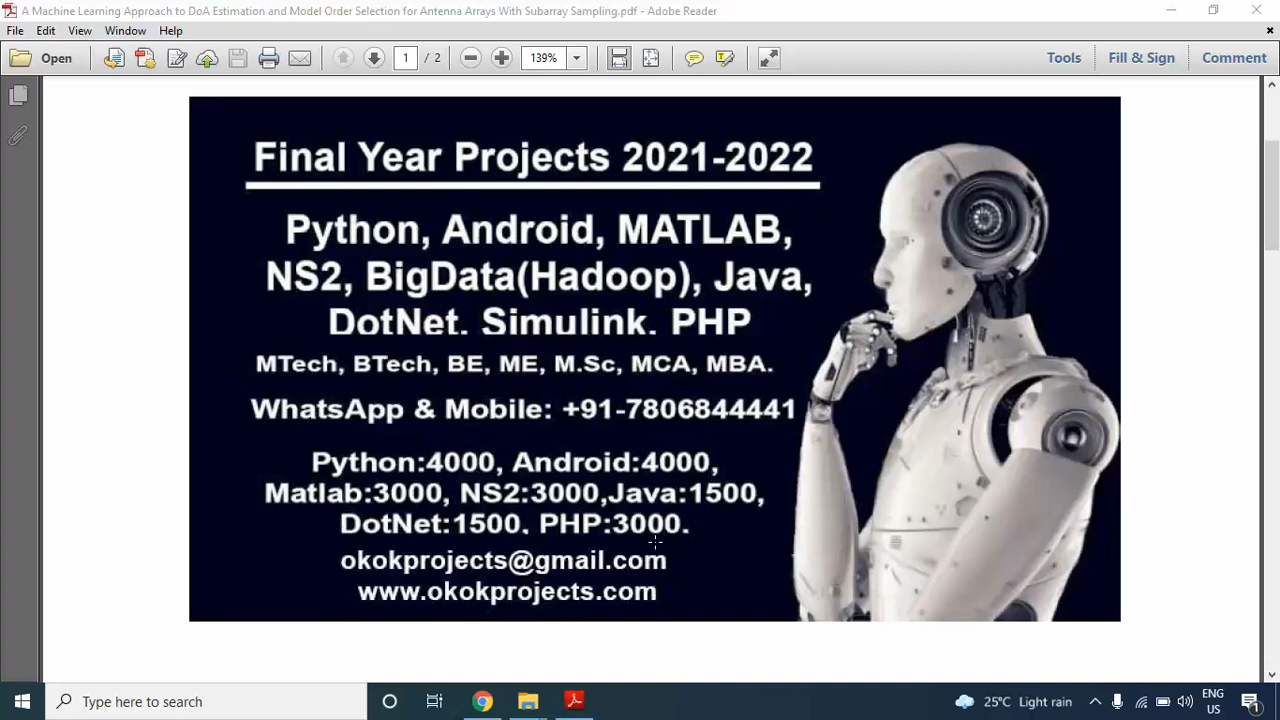 A Machine Learning Approach to DoA Estimation and Model Order Selection for Antenna Arrays With Subarray Sampling.pdf - Adobe Reader
File Edit View Window Help
Open 1 / 2 139% Tools Fill & Sign Comment
Final Year Projects 2021-2022
Python, Android, MATLAB,
NS2, BigData(Hadoop), Java,
DotNet, Simulink, PHP
MTech, BTech, BE, ME, M.Sc, MCA, MBA.
WhatsApp & Mobile: +91-7806844441
Python:4000, Android:4000,
Matlab:3000, NS2:3000,Java:1500,
DotNet:1500, PHP:3000.
okokprojects@gmail.com
www.okokprojects.com
Type here to search 25°C Light rain ENG
US 1